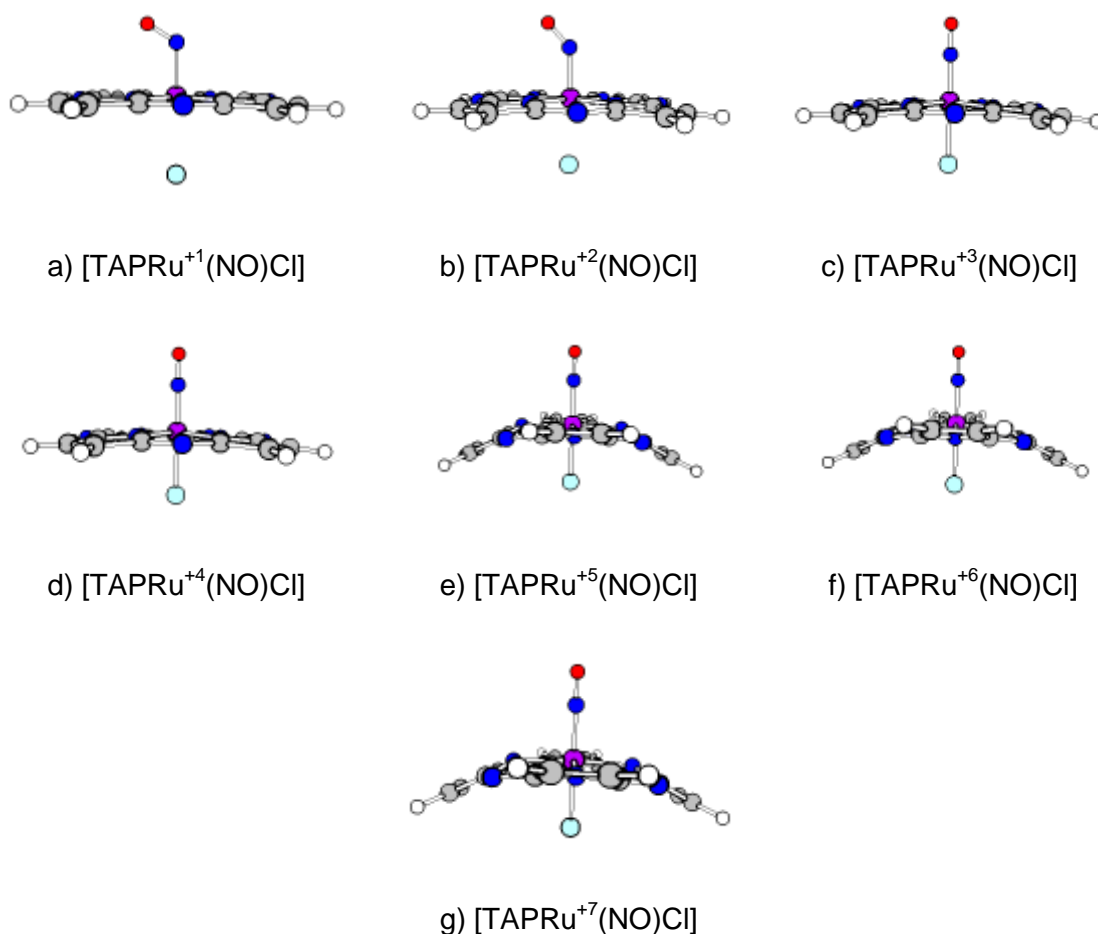 a) [TAPRu⁺¹(NO)Cl] b) [TAPRu⁺²(NO)Cl] c) [TAPRu⁺³(NO)Cl]
d) [TAPRu⁺⁴(NO)Cl] e) [TAPRu⁺⁵(NO)Cl] f) [TAPRu⁺⁶(NO)Cl]
g) [TAPRu⁺⁷(NO)Cl]